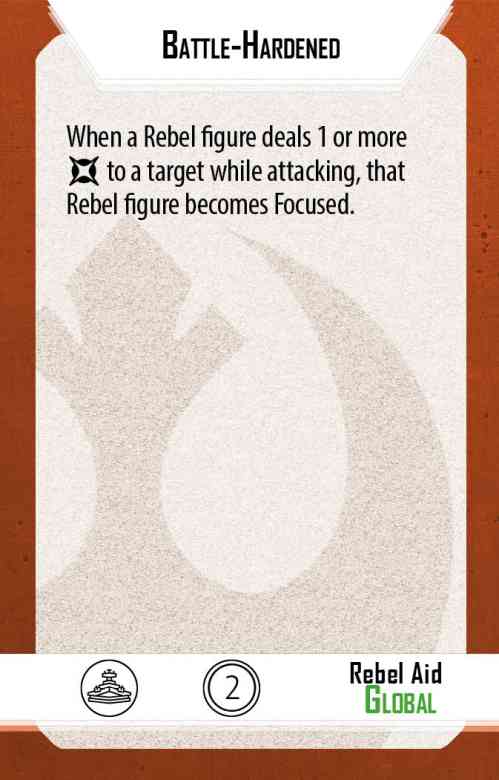 Battle-Hardened
When a Rebel figure deals 1 or more
to a target while attacking, that
Rebel figure becomes Focused.
2
Rebel Aid
Global